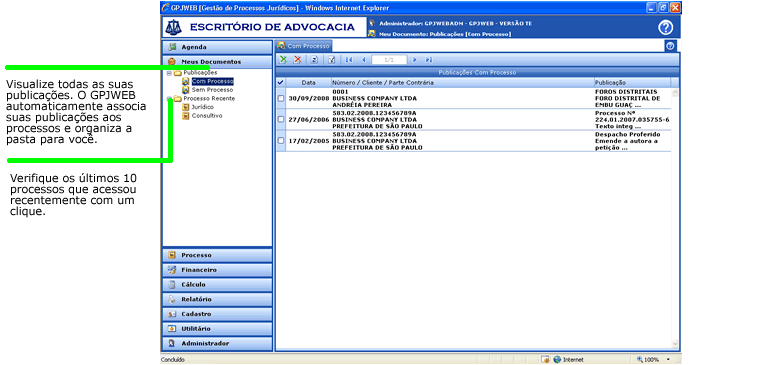 GPJWEB [Gestão de Processos Jurídicos] - Windows Internet Explorer
ESCRITÓRIO DE ADVOCACIA
Administrador: GPJWEBADM - GPJWEB - VERSÃO TE
Meu Documento: Publicações [Com Processo]
Agenda
Meus Documentos
Publicações
Com Processo
Sem Processo
Processo Recente
Jurídico
Consultivo
Visualize todas as suas
publicações. O GPJWEB
automaticamente associa
suas publicações aos
processos e organiza a
pasta para você.
Verifique os últimos 10
processos que acessou
recentemente com um
clique.
Com Processo
1/1
Publicações Com Processo
Data Número / Cliente / Parte Contrária Publicação
0001 FOROS DISTRITAIS
30/09/2008 BUSINESS COMPANY LTDA FORO DISTRITAL DE
ANDRÉIA PEREIRA EMBU GUAÇ ...
583.02.2008.123456789A Processo Nº
27/06/2006 BUSINESS COMPANY LTDA 224.01.2007.035755-6
PREFEITURA DE SÃO PAULO Texto integ ...
583.02.2008.123456789A Despacho Proferido
17/02/2005 BUSINESS COMPANY LTDA Emende a autora a
PREFEITURA DE SÃO PAULO petição ...
Processo
Financeiro
Cálculo
Relatório
Cadastro
Utilitário
Administrador
Concluído
Internet
100%